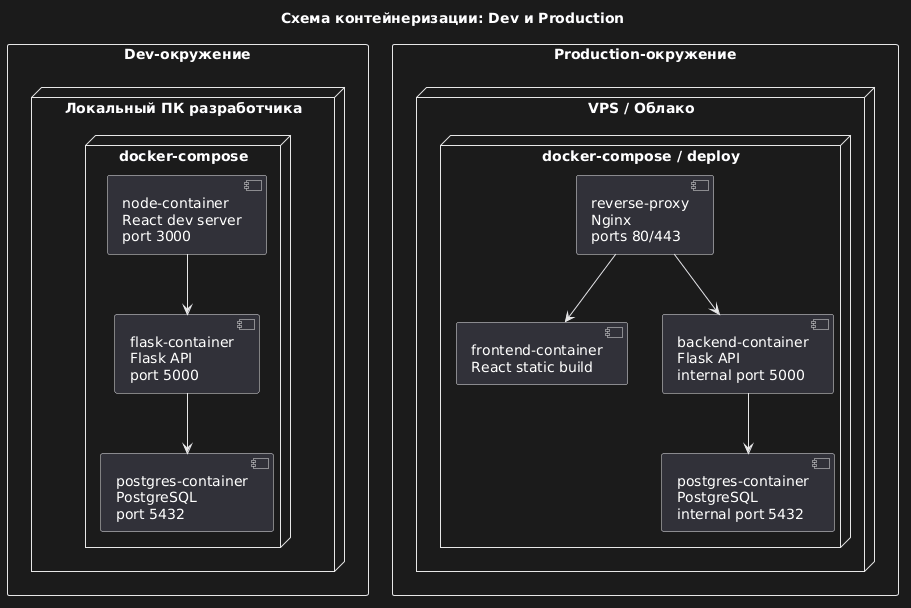 Схема контейнеризации: Dev и Production
Dev-окружение
Локальный ПК разработчика
docker-compose
node-container
React dev server
port 3000
flask-container
Flask API
port 5000
postgres-container
PostgreSQL
port 5432
Production-окружение
VPS / Облако
docker-compose / deploy
reverse-proxy
Nginx
ports 80/443
frontend-container
React static build
backend-container
Flask API
internal port 5000
postgres-container
PostgreSQL
internal port 5432